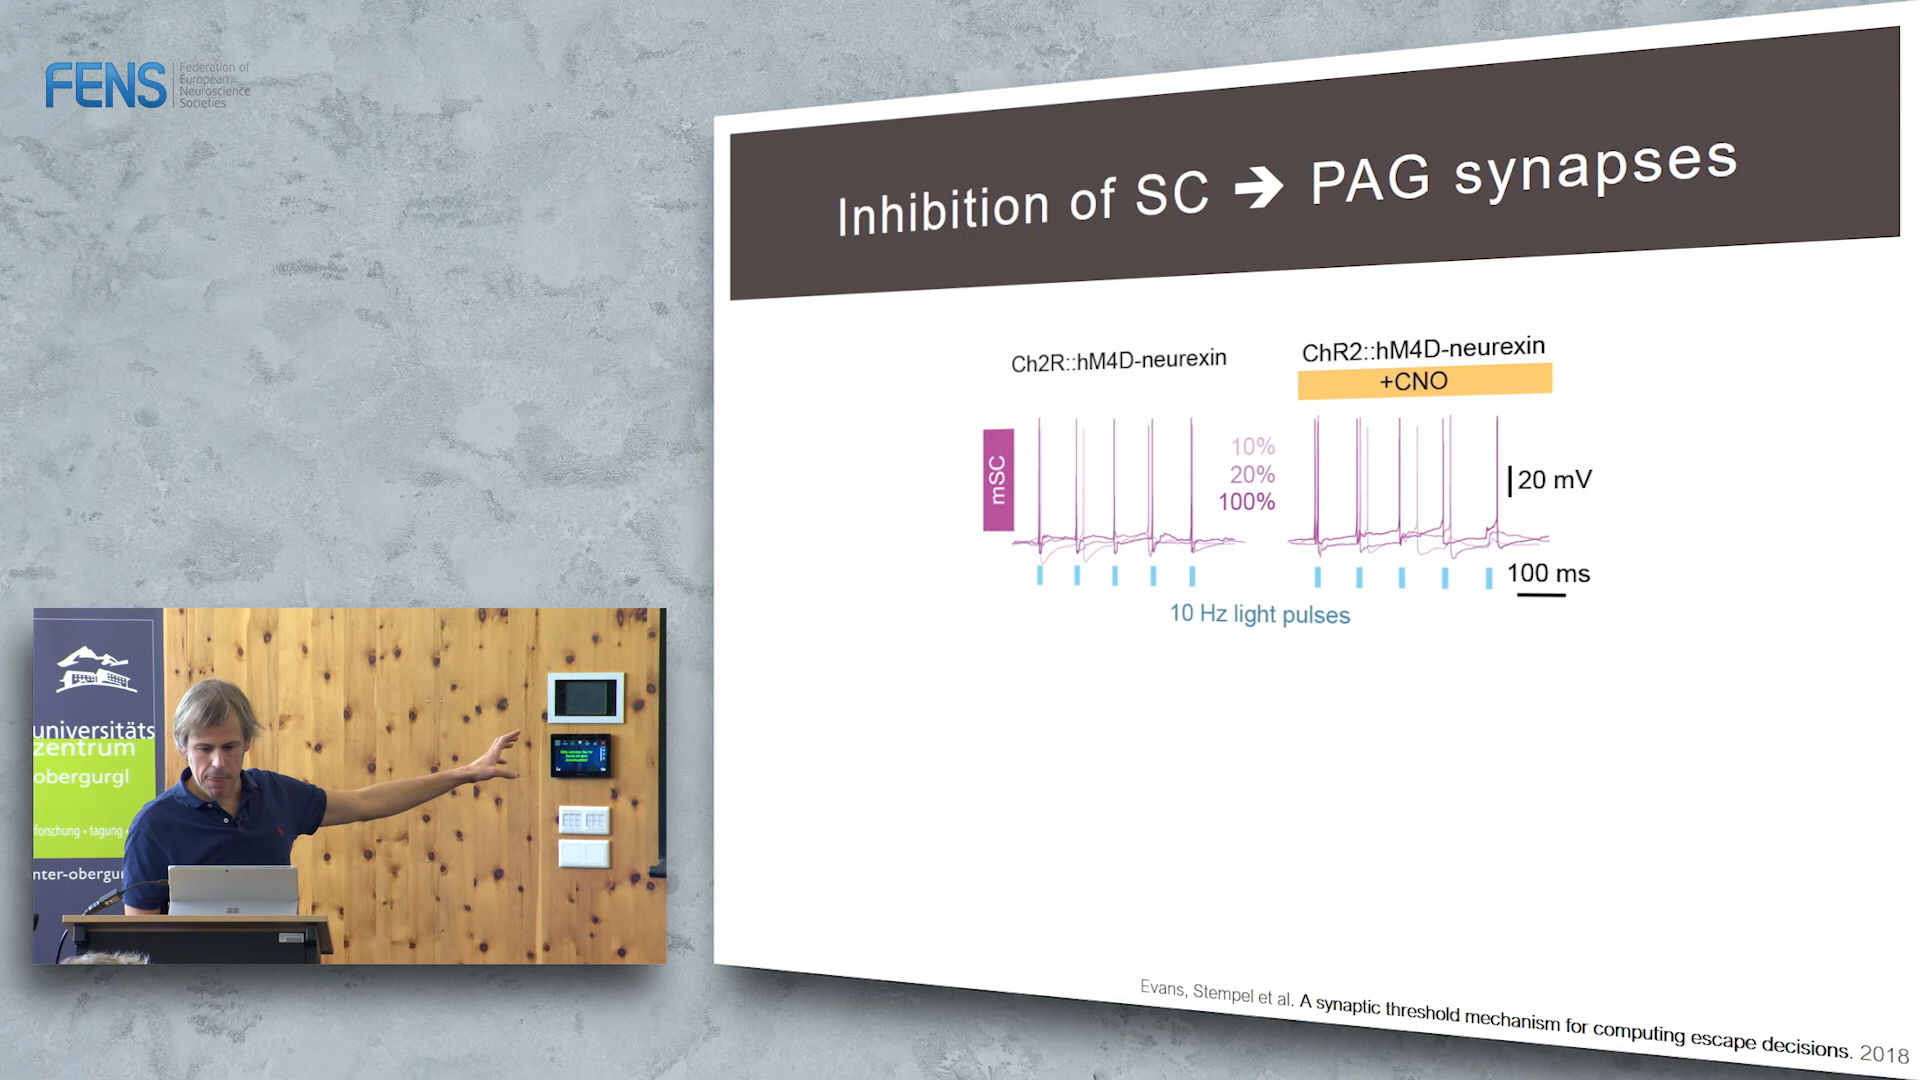 FENS
Federation of
European
Neuroscience
Societies
Inhibition of SC ➔ PAG synapses
Ch2R::hM4D-neurexin
ChR2::hM4D-neurexin
+CNO
mSC
10%
20%
100%
20 mV
100 ms
10 Hz light pulses
Evans, Stempel et al. A synaptic threshold mechanism for computing escape decisions. 2018
universitäts
zentrum
obergurgl
forschung • tagung
nter-obergu